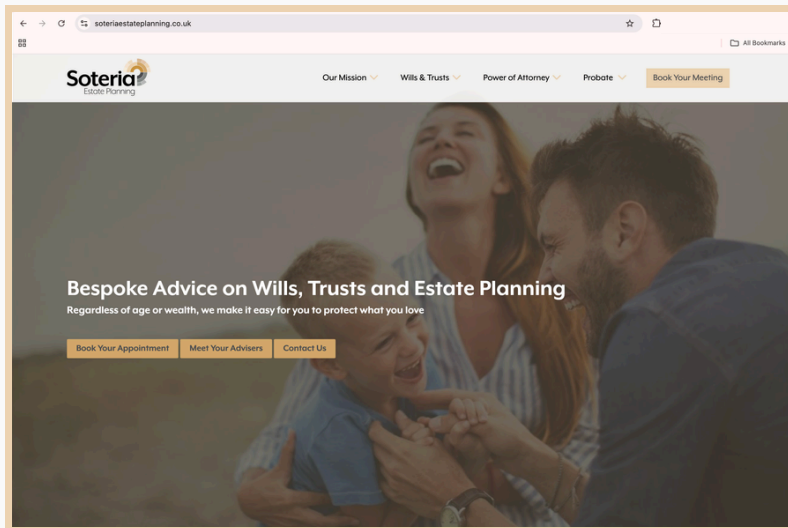 soteriaestateplanning.co.uk
All Bookmarks
Soteria
Estate Planning
Our Mission
Wills & Trusts
Power of Attorney
Probate
Book Your Meeting
Bespoke Advice on Wills, Trusts and Estate Planning
Regardless of age or wealth, we make it easy for you to protect what you love
Book Your Appointment
Meet Your Advisers
Contact Us